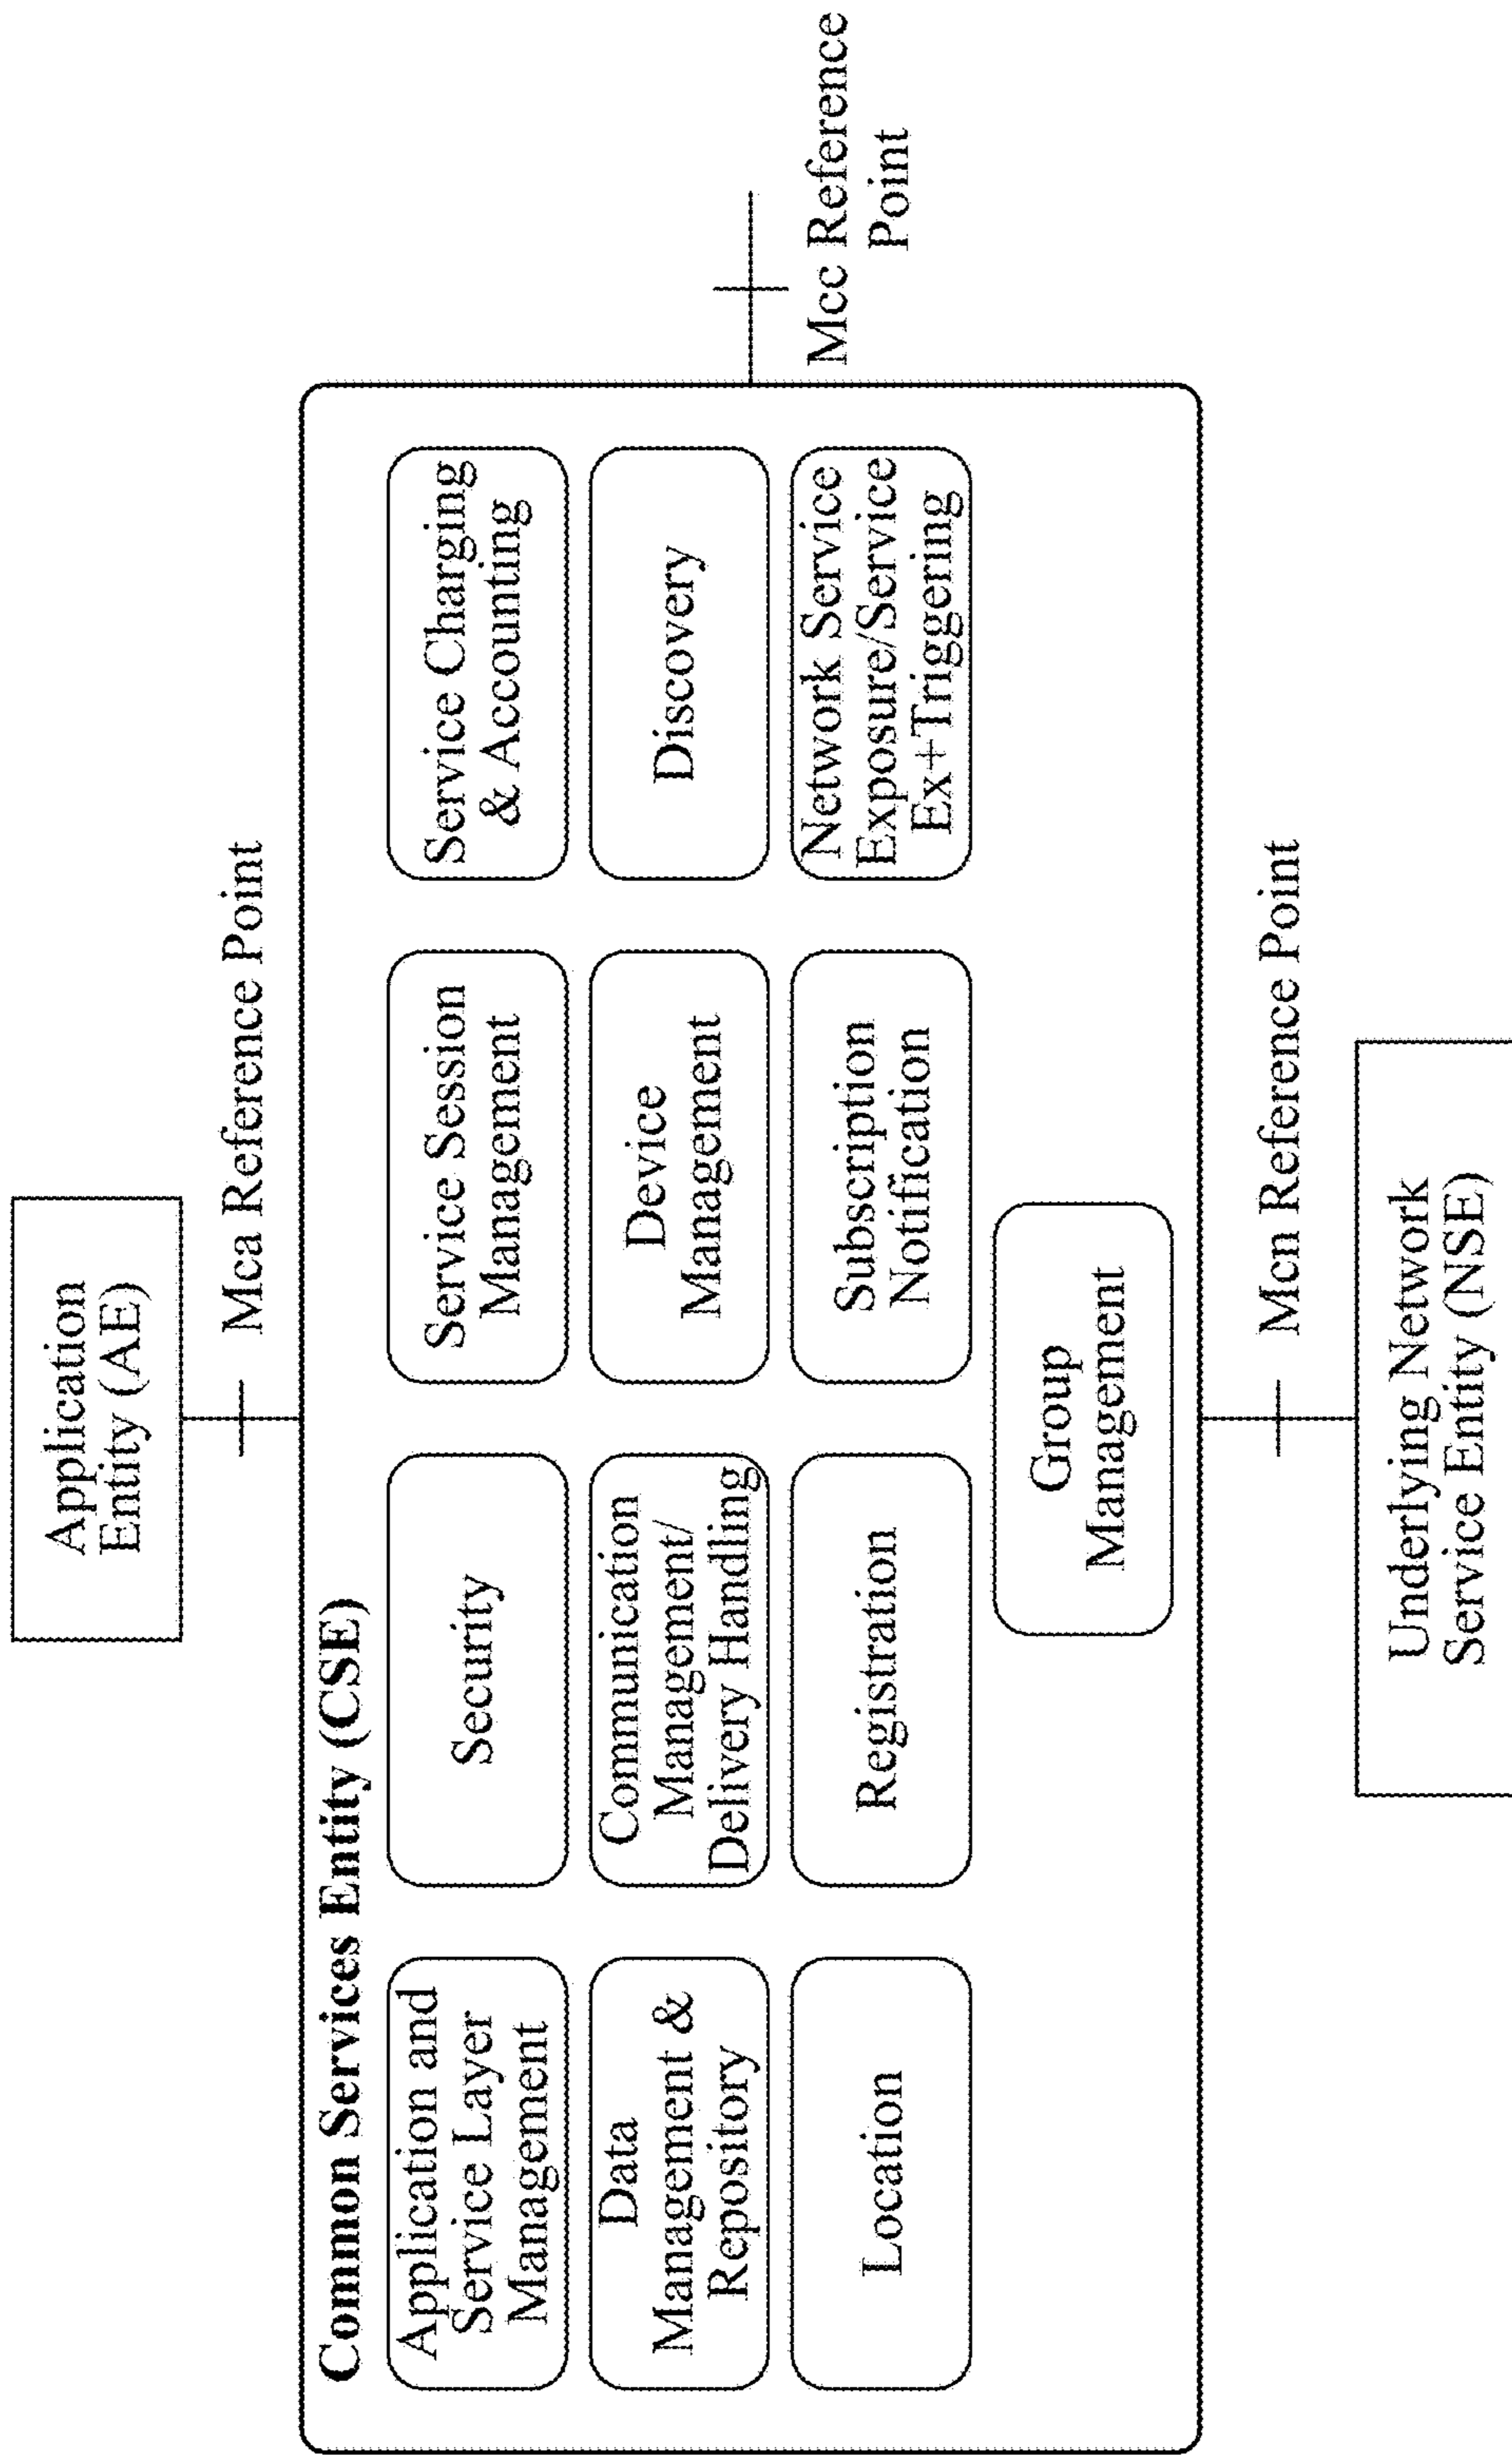 Application
Entity (AE)
Mca Reference Point
Common Services Entity (CSE)
Application and
Service Layer
Management
Security
Service Session
Management
Service Charging
& Accounting
Data
Management &
Repository
Communication
Management/
Delivery Handling
Device
Management
Discovery
Location
Registration
Subscription
Notification
Network Service
Exposure/Service
Ex+Triggering
Group
Management
Mcc Reference
Point
Mcn Reference Point
Underlying Network
Service Entity (NSE)